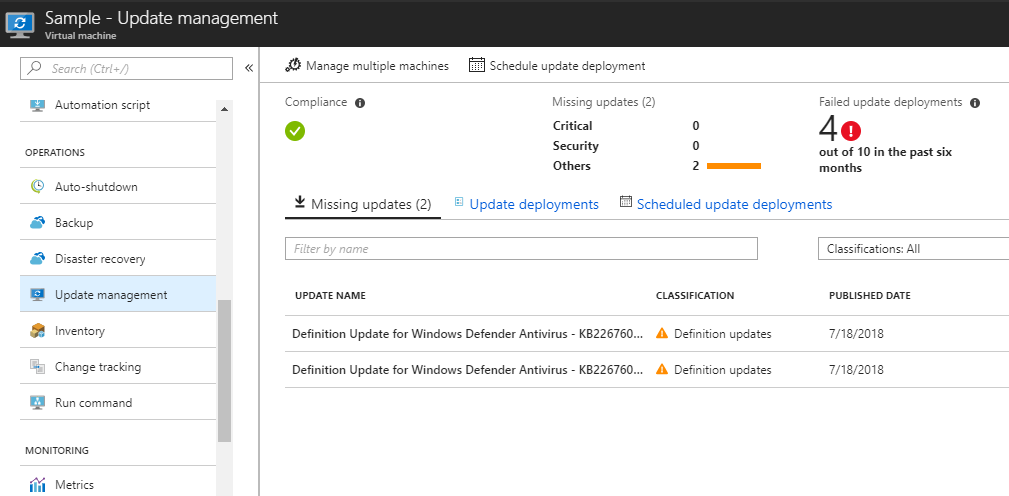 Sample - Update management
Virtual machine
Search (Ctrl+/)
«
Automation script
OPERATIONS
Auto-shutdown
Backup
Disaster recovery
Update management
Inventory
Change tracking
Run command
MONITORING
Metrics
Manage multiple machines
Schedule update deployment
Compliance
Missing updates (2)
Critical 0
Security 0
Others 2
Failed update deployments
4
out of 10 in the past six
months
Missing updates (2)
Update deployments
Scheduled update deployments
Filter by name
Classifications: All
UPDATE NAME CLASSIFICATION PUBLISHED DATE
Definition Update for Windows Defender Antivirus - KB226760... Definition updates 7/18/2018
Definition Update for Windows Defender Antivirus - KB226760... Definition updates 7/18/2018